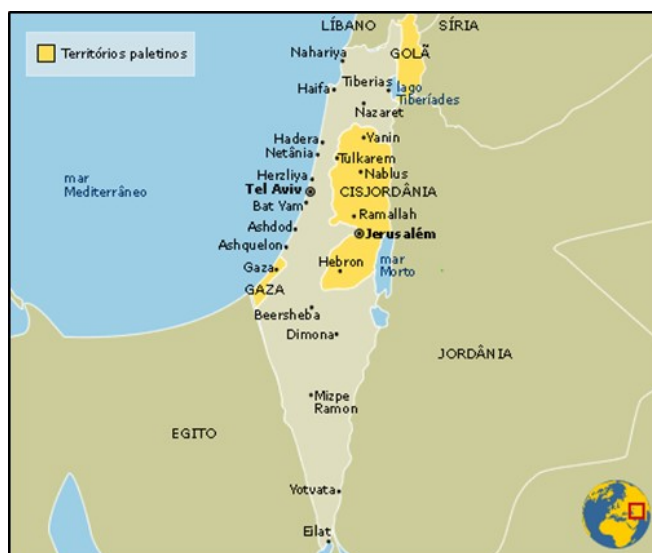 LÍBANO
SÍRIA
Territórios paletinos
Nahariya
GOLÃ
Haifa
Tiberias
lago
Tiberíades
Nazaret
Hadera
Yanin
Netânia
Tulkarem
mar
Mediterrâneo
Herzliya
Nablus
Tel Aviv
CISJORDÂNIA
Bat Yam
Ramallah
Ashdod
Jerusalém
Ashquelon
Gaza
Hebron
mar
Morto
GAZA
Beersheba
Dimona
JORDÂNIA
Mizpe
Ramon
EGITO
Yotvata
Eilat